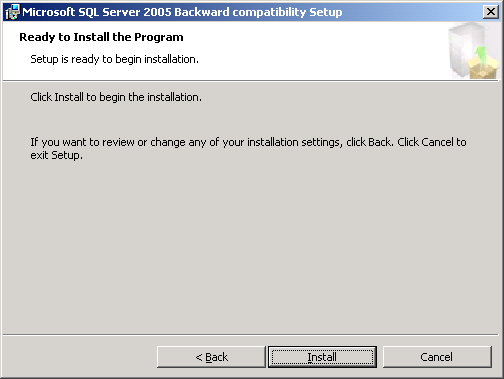 Microsoft SQL Server 2005 Backward compatibility Setup
Ready to Install the Program
Setup is ready to begin installation.
Click Install to begin the installation.
If you want to review or change any of your installation settings, click Back. Click Cancel to
exit Setup.
< Back
Install
Cancel